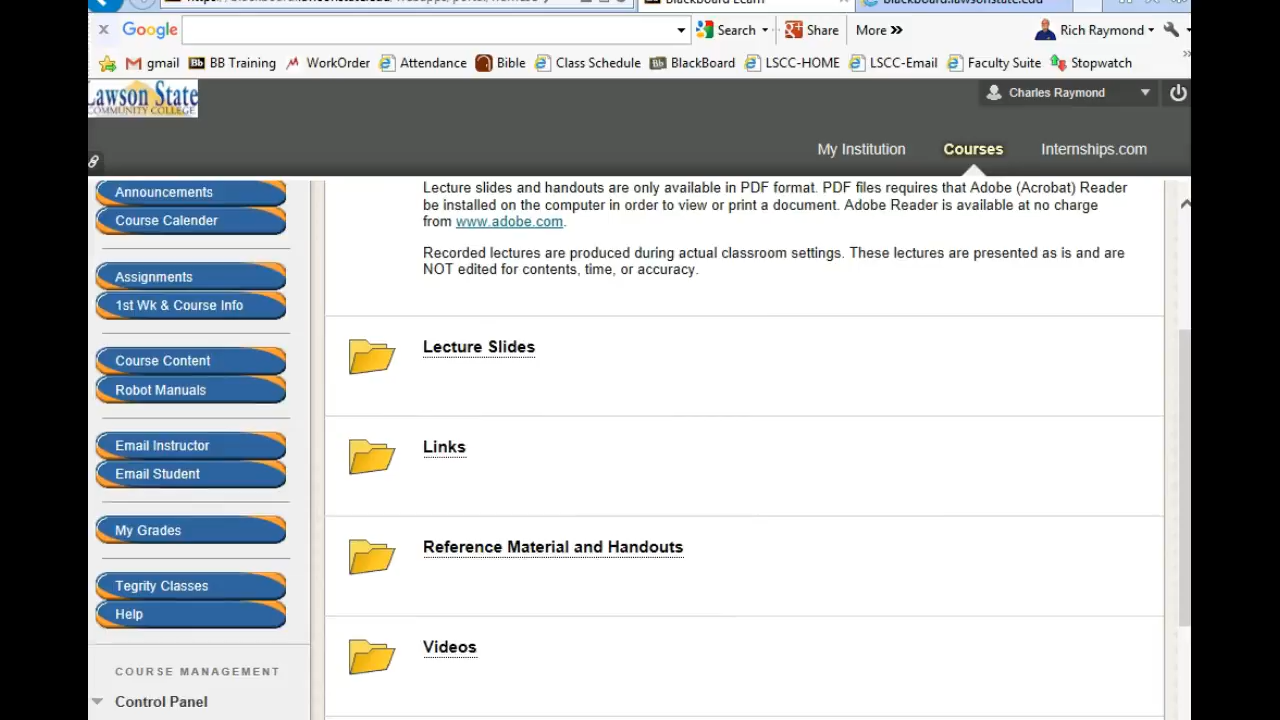 Google
Search
Share
More »
Rich Raymond
gmail
BB Training
WorkOrder
Attendance
Bible
Class Schedule
BlackBoard
LSCC-HOME
LSCC-Email
Faculty Suite
Stopwatch
Lawson State
COMMUNITY COLLEGE
Charles Raymond
My Institution
Courses
Internships.com
Announcements
Course Calender
Assignments
1st Wk & Course Info
Course Content
Robot Manuals
Email Instructor
Email Student
My Grades
Tegrity Classes
Help
COURSE MANAGEMENT
Control Panel
Lecture slides and handouts are only available in PDF format. PDF files requires that Adobe (Acrobat) Reader
be installed on the computer in order to view or print a document. Adobe Reader is available at no charge
from www.adobe.com.
Recorded lectures are produced during actual classroom settings. These lectures are presented as is and are
NOT edited for contents, time, or accuracy.
Lecture Slides
Links
Reference Material and Handouts
Videos